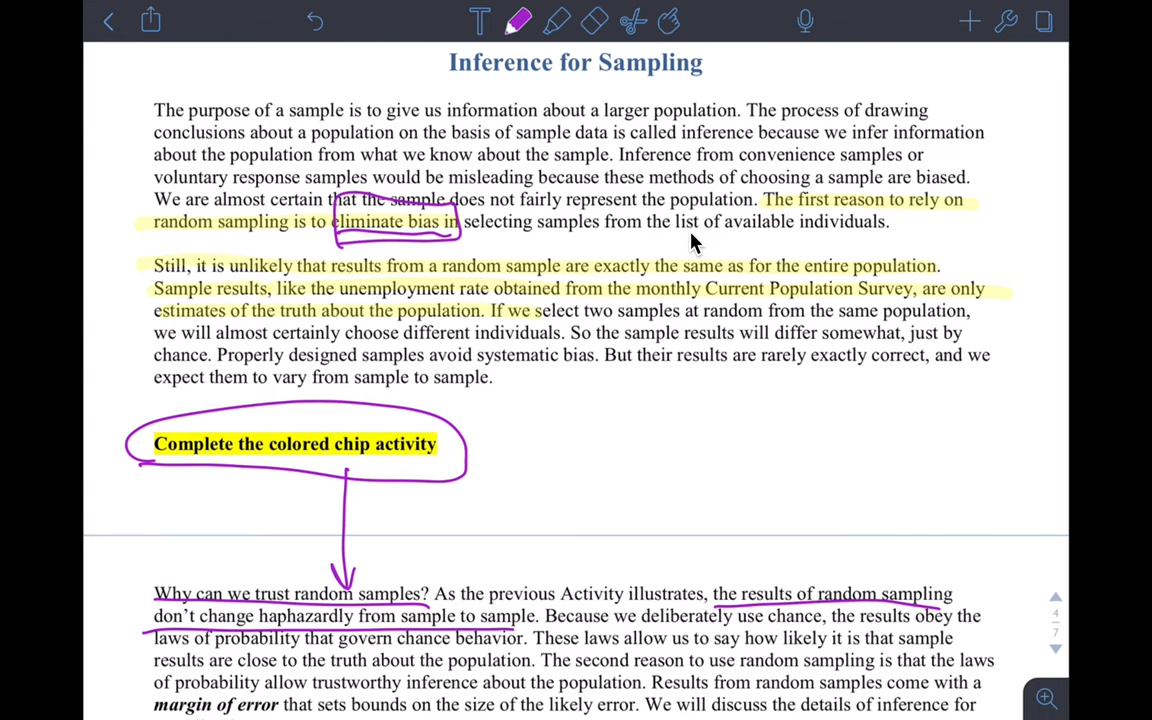 Inference for Sampling
The purpose of a sample is to give us information about a larger population. The process of drawing
conclusions about a population on the basis of sample data is called inference because we infer information
about the population from what we know about the sample. Inference from convenience samples or
voluntary response samples would be misleading because these methods of choosing a sample are biased.
We are almost certain that the sample does not fairly represent the population. The first reason to rely on
random sampling is to eliminate bias in selecting samples from the list of available individuals.
Still, it is unlikely that results from a random sample are exactly the same as for the entire population.
Sample results, like the unemployment rate obtained from the monthly Current Population Survey, are only
estimates of the truth about the population. If we select two samples at random from the same population,
we will almost certainly choose different individuals. So the sample results will differ somewhat, just by
chance. Properly designed samples avoid systematic bias. But their results are rarely exactly correct, and we
expect them to vary from sample to sample.
Complete the colored chip activity
Why can we trust random samples? As the previous Activity illustrates, the results of random sampling
don't change haphazardly from sample to sample. Because we deliberately use chance, the results obey the
laws of probability that govern chance behavior. These laws allow us to say how likely it is that sample
results are close to the truth about the population. The second reason to use random sampling is that the laws
of probability allow trustworthy inference about the population. Results from random samples come with a
margin of error that sets bounds on the size of the likely error. We will discuss the details of inference for
4
7